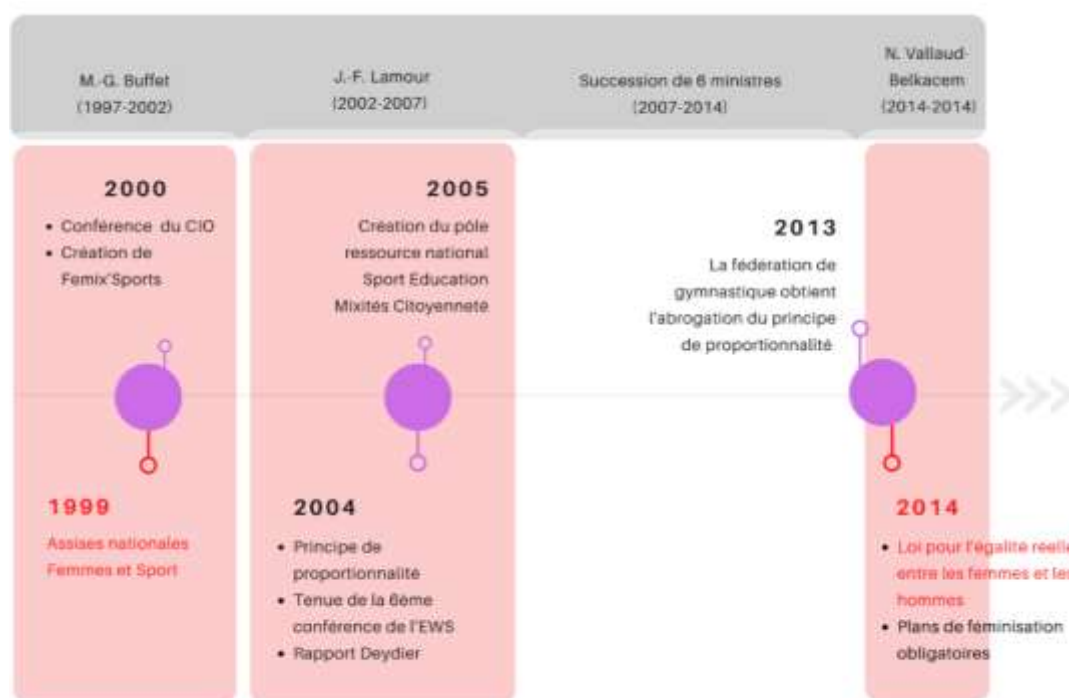 M.-G. Buffet
(1997-2002)
J.-F. Lamour
(2002-2007)
Succession de 6 ministres
(2007-2014)
N. Vallaud-
Belkacem
(2014-2014)
2000
• Conférence du CIO
• Création de
Femix'Sports
2005
Création du pôle
ressource national
Sport Education
Mixités Citoyenneté
2013
La fédération de
gymnastique obtient
l'abrogation du principe
de proportionnalité
1999
Assises nationales
Femmes et Sport
2004
• Principe de
proportionnalité
• Tenue de la 6ème
conférence de l'EWS
• Rapport Deydier
2014
• Loi pour l'égalité réelle
entre les femmes et les
hommes
• Plans de féminisation
obligatoires